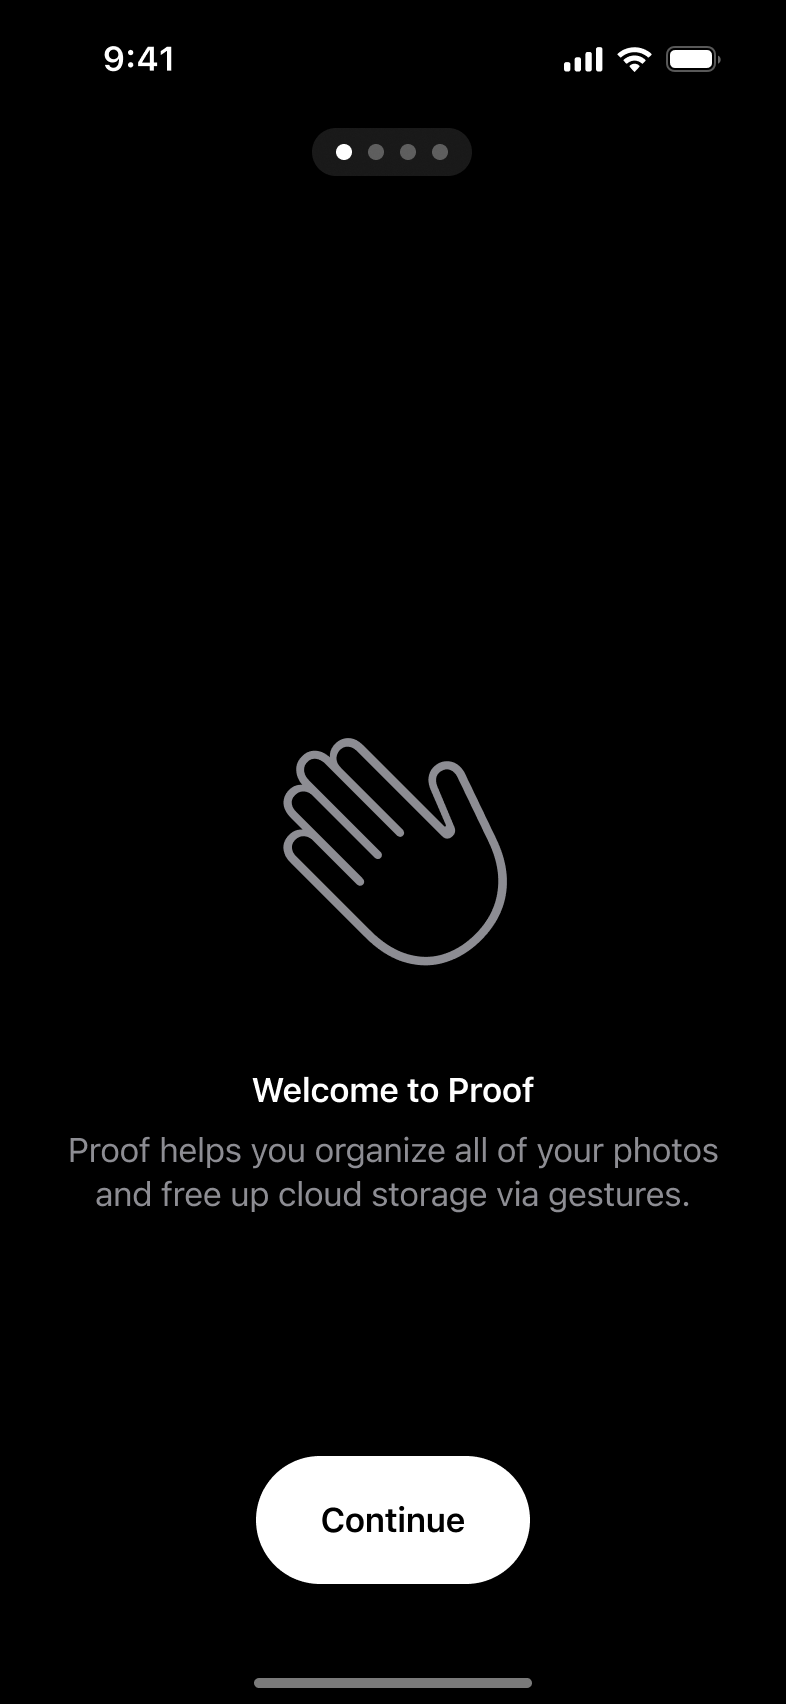 9:41
Welcome to Proof
Proof helps you organize all of your photos
and free up cloud storage via gestures.
Continue